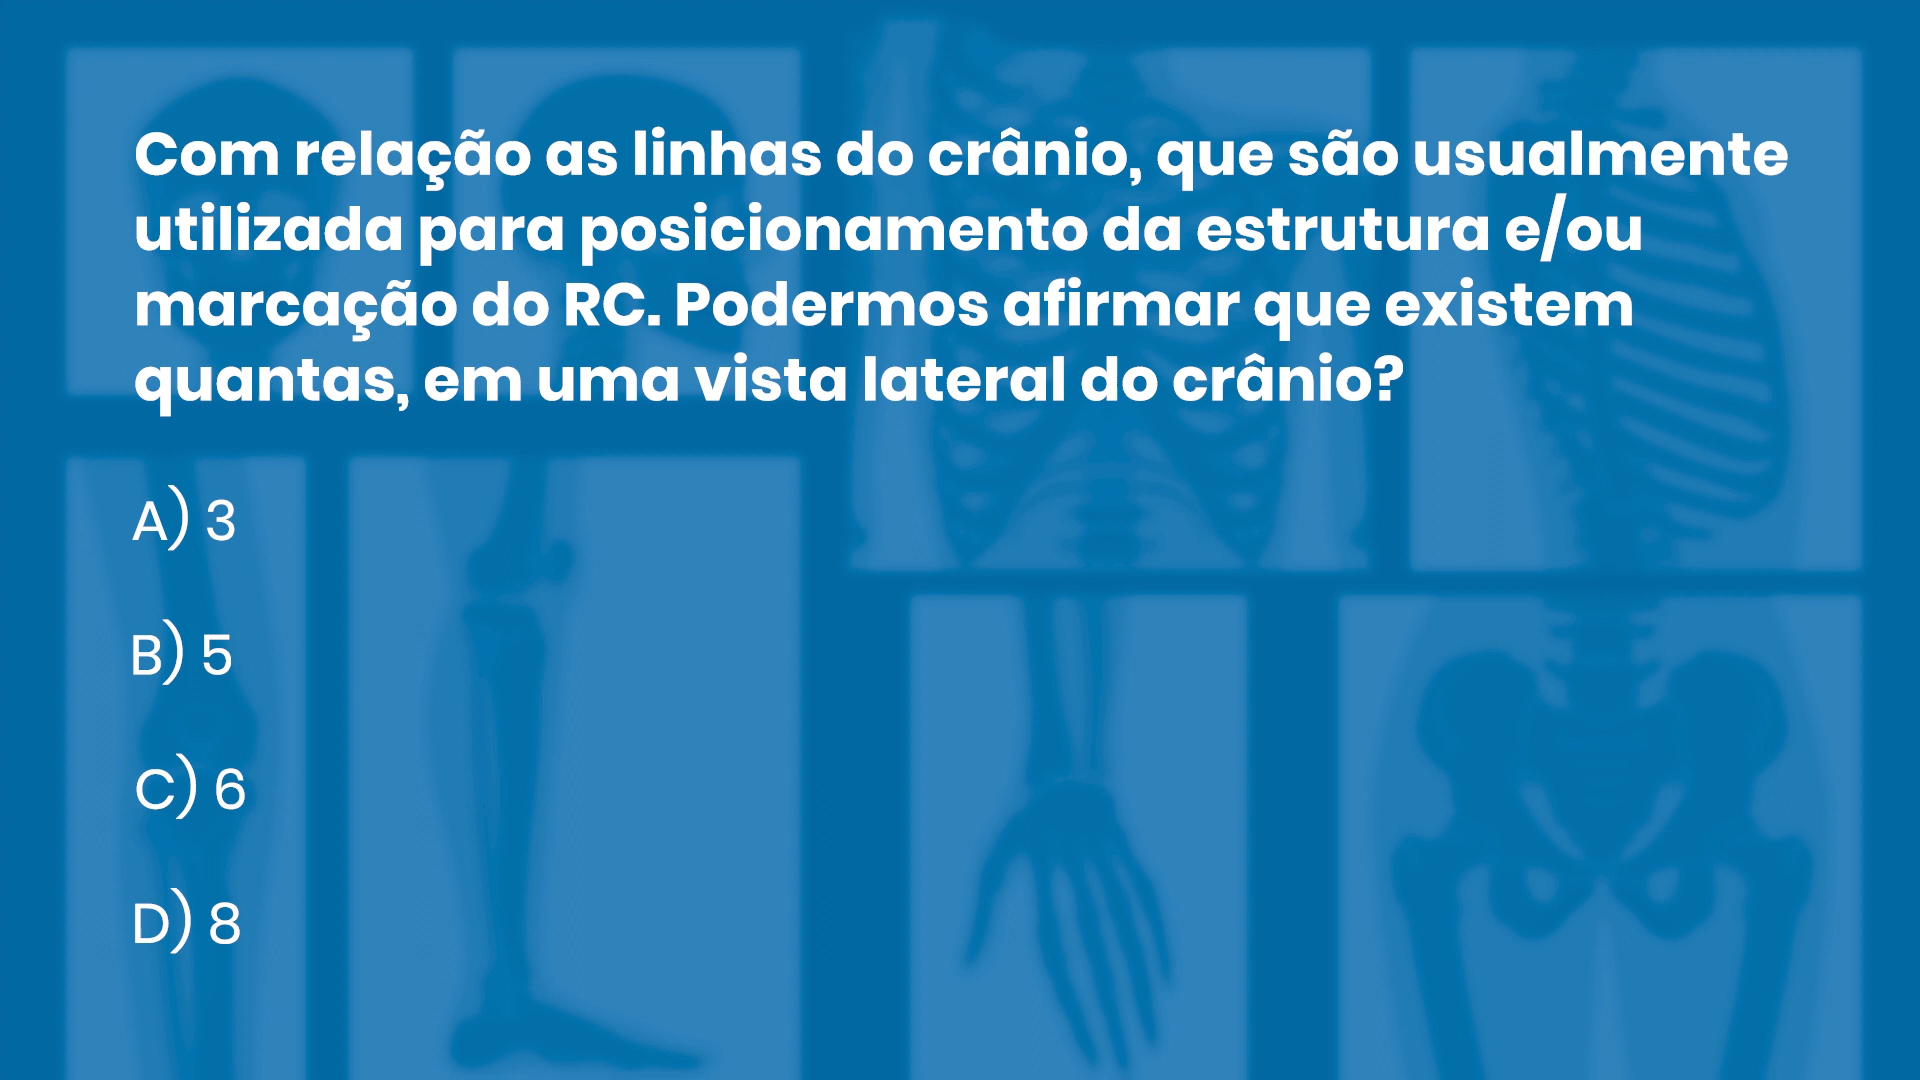 Com relação as linhas do crânio, que são usualmente
utilizada para posicionamento da estrutura e/ou
marcação do RC. Podermos afirmar que existem
quantas, em uma vista lateral do crânio?
A) 3
B) 5
C) 6
D) 8